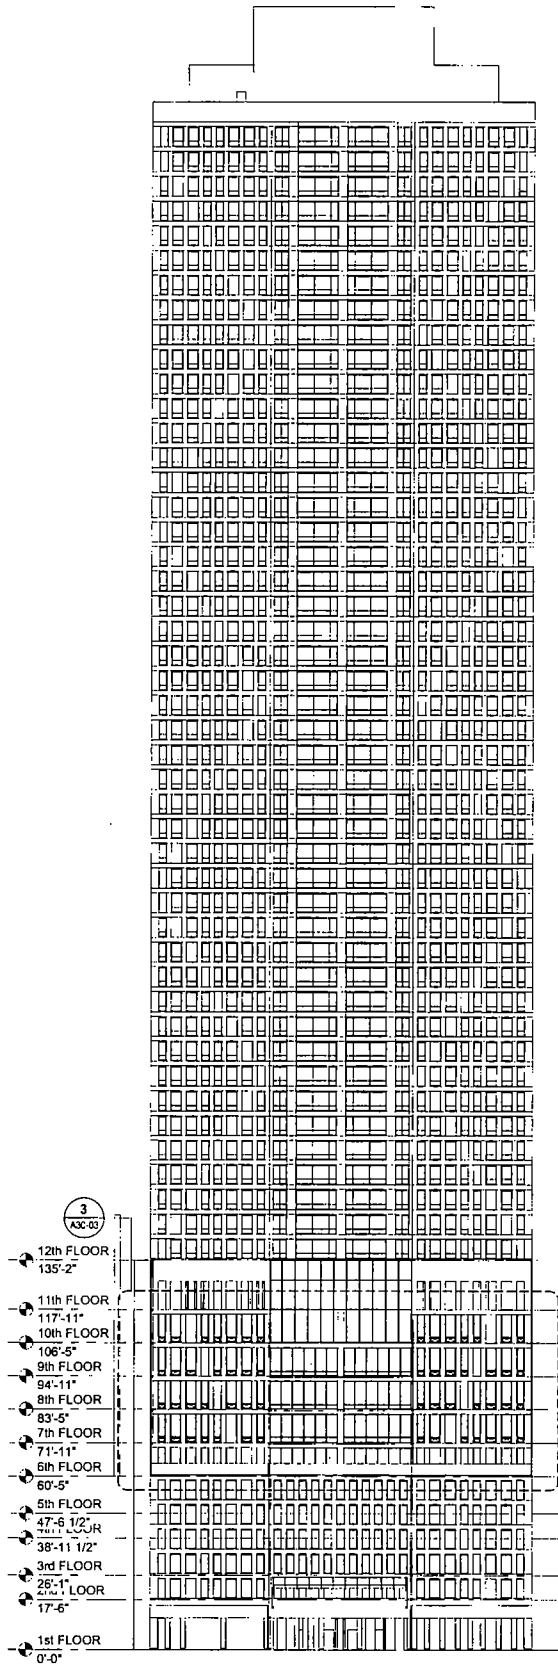 3
A3C-03
12th FLOOR
135'-2"
11th FLOOR
117'-11"
10th FLOOR
106'-5"
9th FLOOR
94'-11"
8th FLOOR
83'-5"
7th FLOOR
71'-11"
6th FLOOR
60'-5"
5th FLOOR
47'-6 1/2"
FLOOR
38'-11 1/2"
3rd FLOOR
26'-1"
FLOOR
17'-6"
1st FLOOR
0'-0"